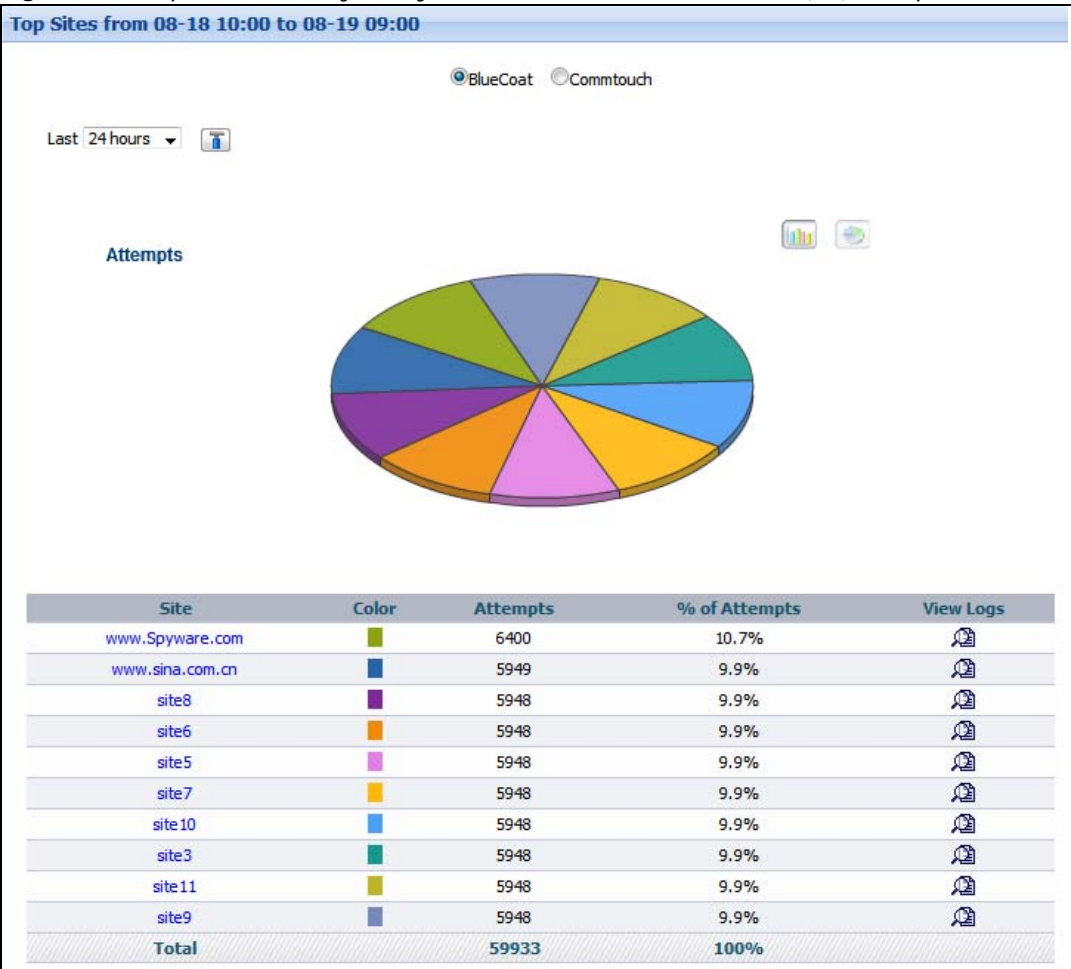 Top Sites from 08-18 10:00 to 08-19 09:00
BlueCoat Commtouch
Last 24 hours
Attempts
Site Color Attempts % of Attempts View Logs
www.Spyware.com 6400 10.7%
www.sina.com.cn 5949 9.9%
site8 5948 9.9%
site6 5948 9.9%
site5 5948 9.9%
site7 5948 9.9%
site10 5948 9.9%
site3 5948 9.9%
site11 5948 9.9%
site9 5948 9.9%
Total 59933 100%